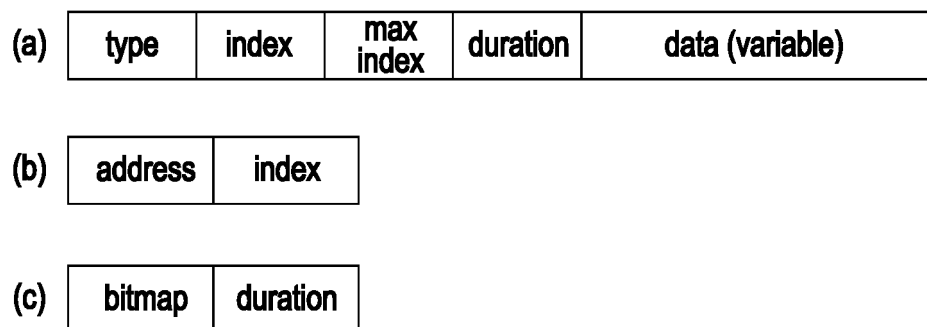 (a) type index max index duration data (variable)
(b) address index
(c) bitmap duration